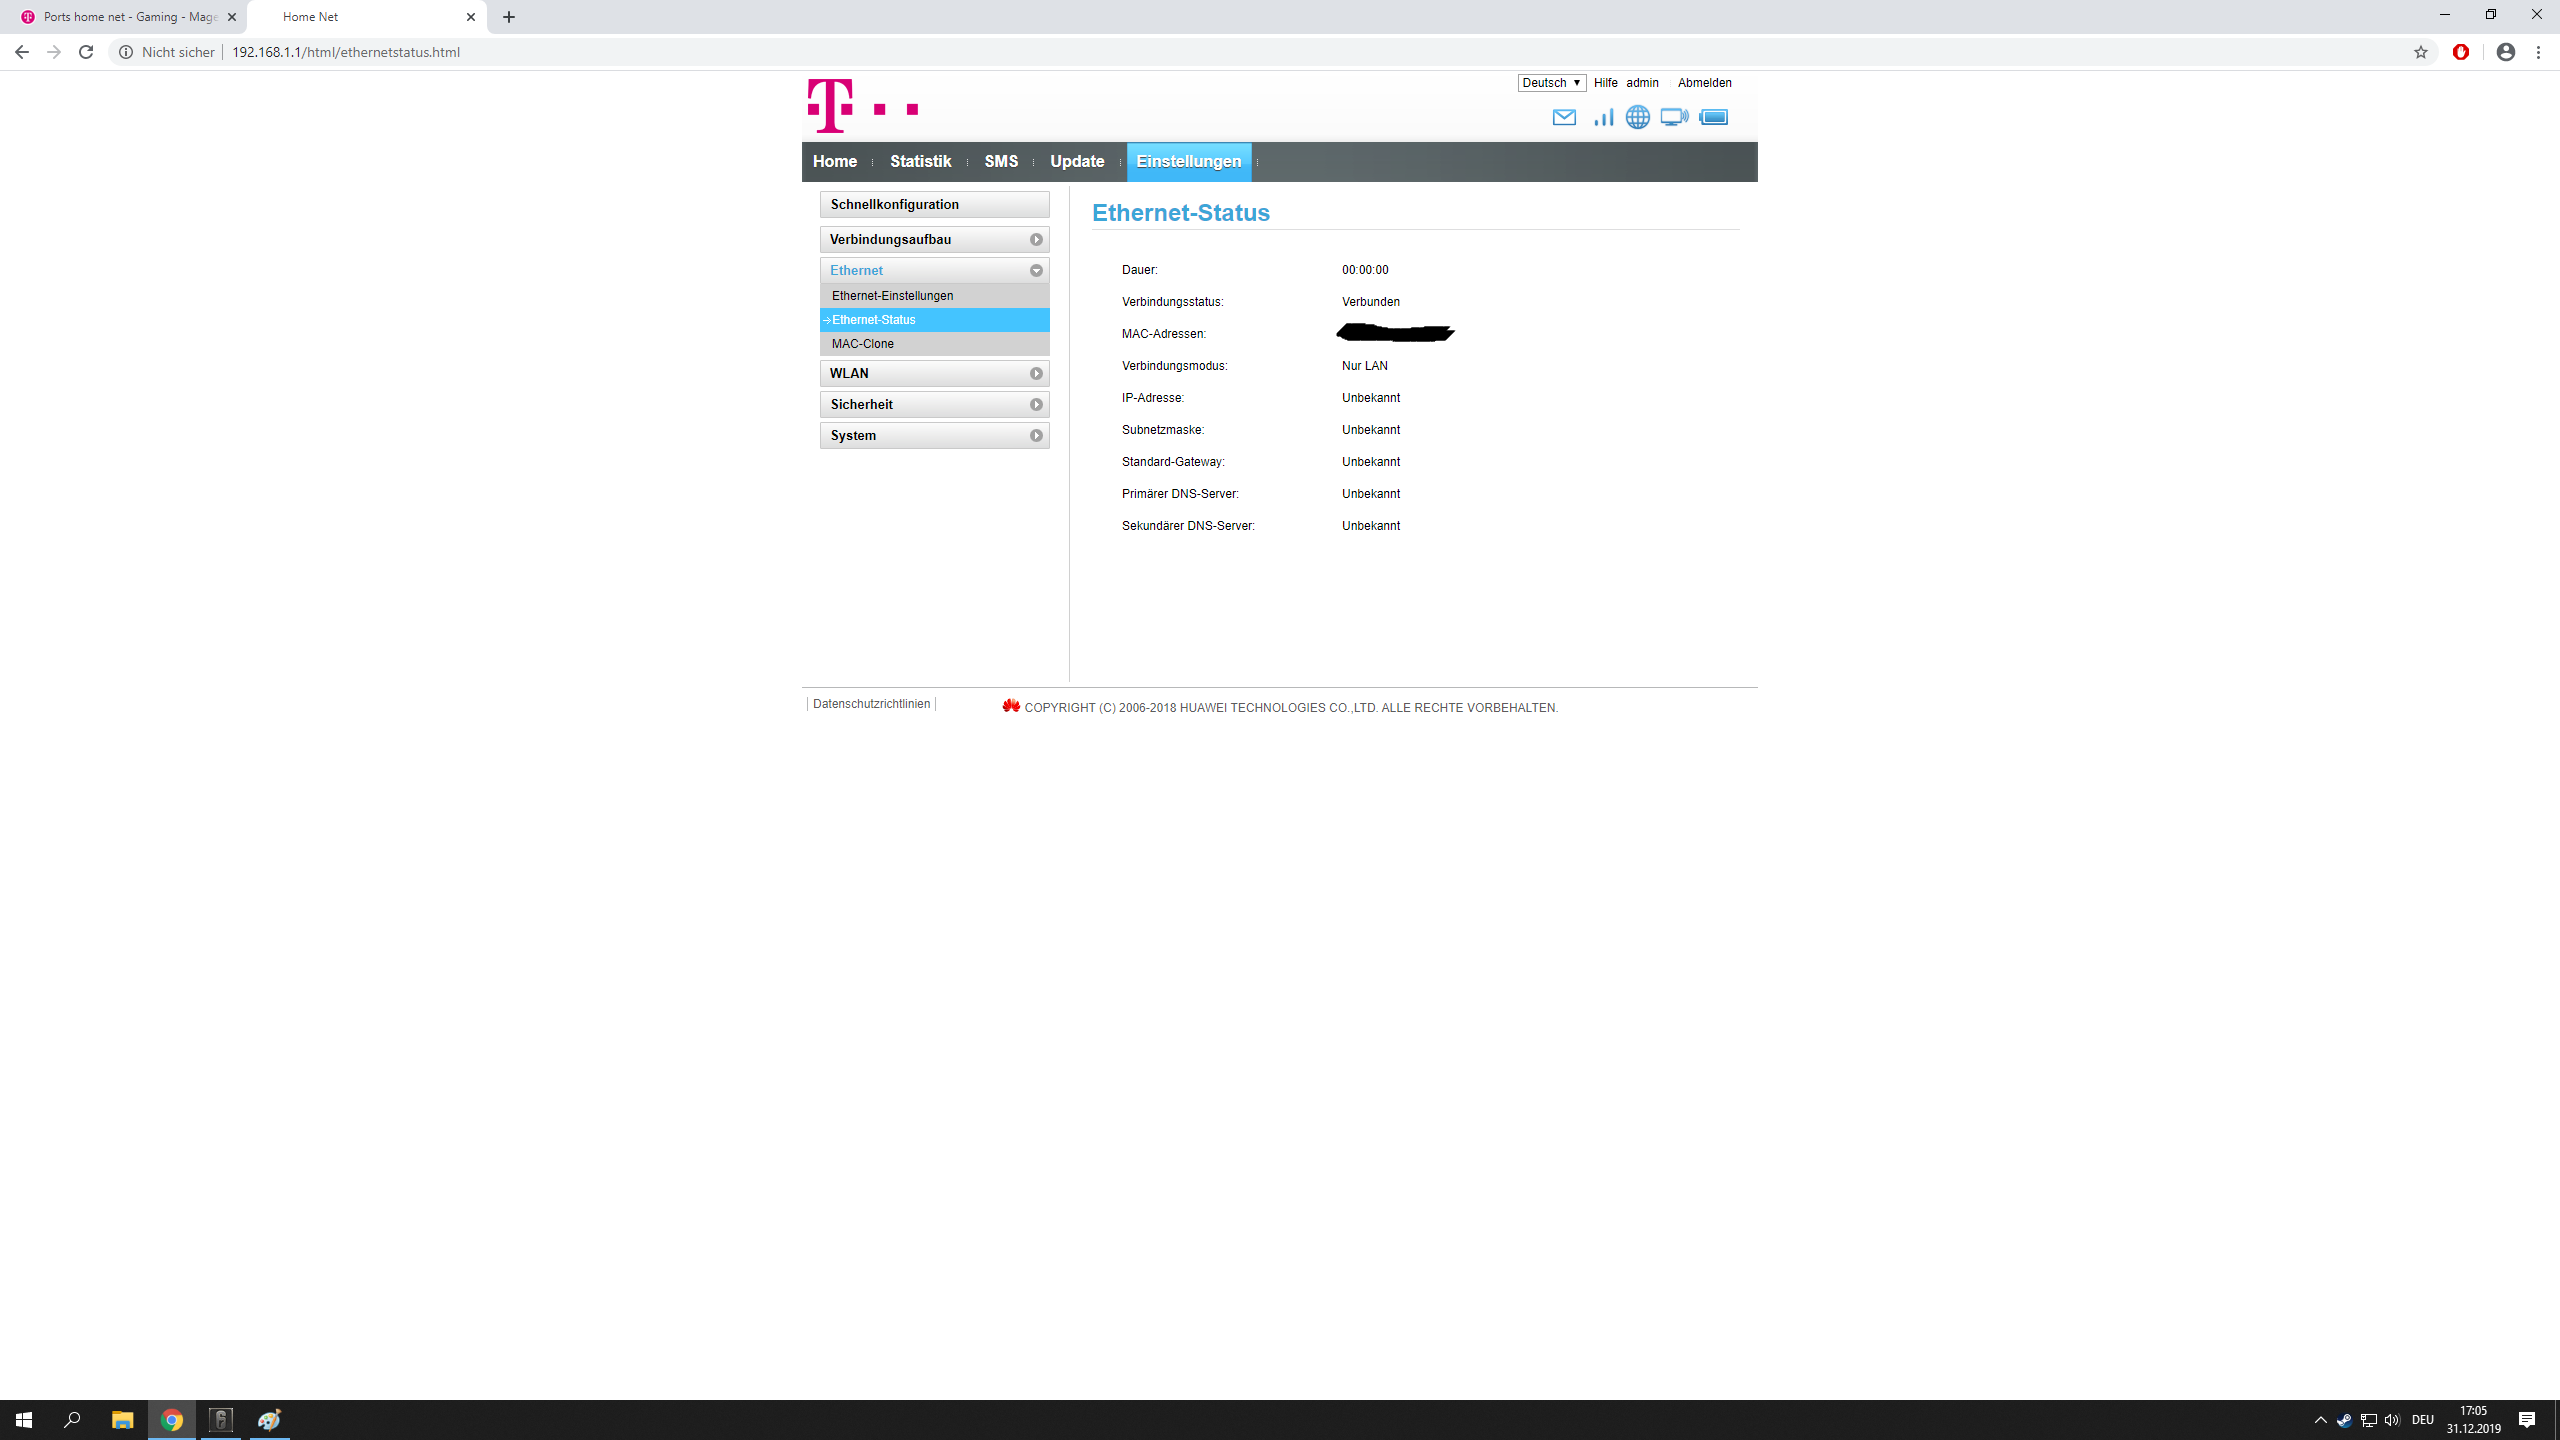 Ports home net - Gaming - Mage
Home Net
Nicht sicher 192.168.1.1/html/ethernetstatus.html
Deutsch Hilfe admin Abmelden
T
Home Statistik SMS Update Einstellungen
Schnellkonfiguration
Verbindungsaufbau
Ethernet
Ethernet-Einstellungen
Ethernet-Status
MAC-Clone
WLAN
Sicherheit
System
Ethernet-Status
Dauer: 00:00:00
Verbindungsstatus: Verbunden
MAC-Adressen:
Verbindungsmodus: Nur LAN
IP-Adresse: Unbekannt
Subnetzmaske: Unbekannt
Standard-Gateway: Unbekannt
Primärer DNS-Server: Unbekannt
Sekundärer DNS-Server: Unbekannt
Datenschutzrichtlinien
COPYRIGHT (C) 2006-2018 HUAWEI TECHNOLOGIES CO.,LTD. ALLE RECHTE VORBEHALTEN.
DEU
17:05
31.12.2019